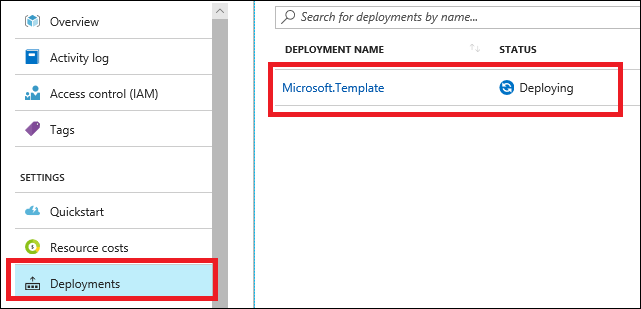 Overview
Activity log
Access control (IAM)
Tags
SETTINGS
Quickstart
Resource costs
Deployments
Search for deployments by name...
DEPLOYMENT NAME STATUS
Microsoft.Template Deploying